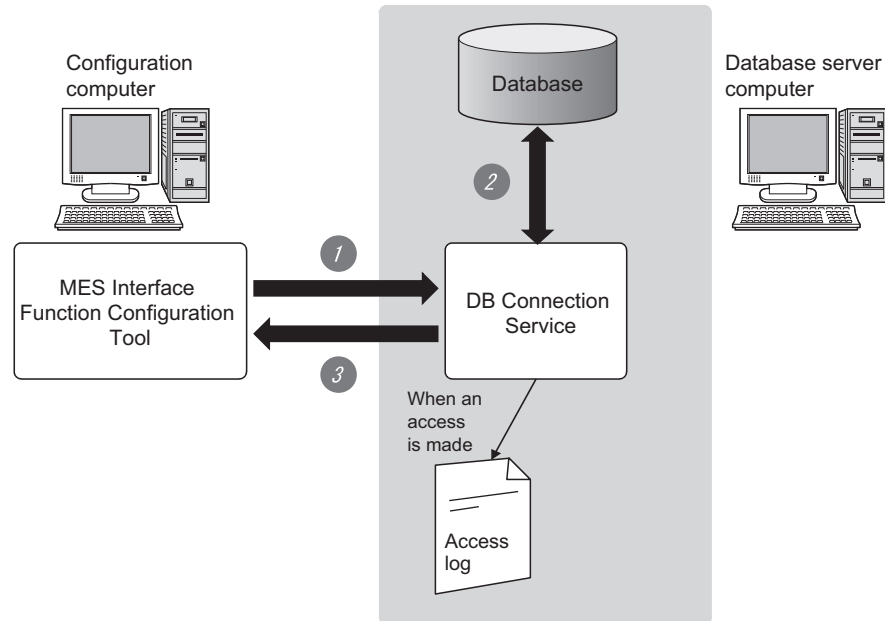 Configuration
computer
Database
Database server
computer
2
1
MES Interface
Function Configuration
Tool
DB Connection
Service
3
When an
access
is made
Access
log